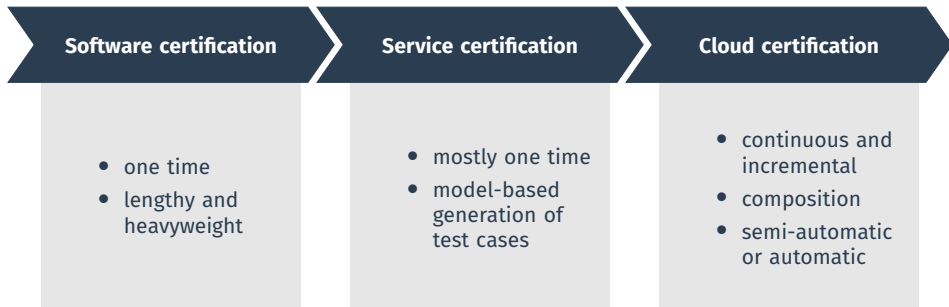 Software certification
Service certification
Cloud certification
• one time
• lengthy and
heavyweight
• mostly one time
• model-based
generation of
test cases
• continuous and
incremental
• composition
• semi-automatic
or automatic